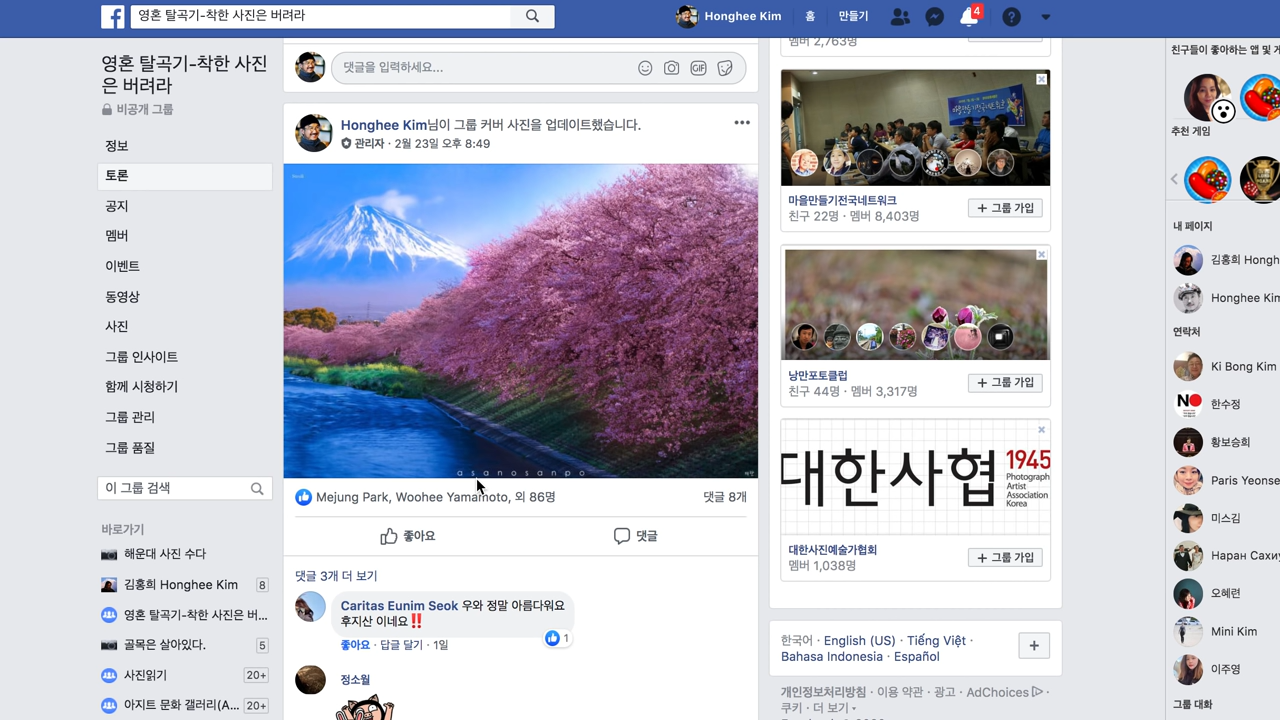 영혼 탈곡기-착한 사진은 버려라
Honghee Kim
홈
만들기
4
영혼 탈곡기-착한 사진
은 버려라
비공개 그룹
정보
토론
공지
멤버
이벤트
동영상
사진
그룹 인사이트
함께 시청하기
그룹 관리
그룹 품질
이 그룹 검색
바로가기
해운대 사진 수다
김홍희 Honghee Kim 8
영혼 탈곡기-착한 사진은 버...
골목은 살아있다. 5
사진읽기 20+
아지트 문화 갤러리(A... 20+
댓글을 입력하세요...
GIF
Honghee Kim님이 그룹 커버 사진을 업데이트했습니다.
관리자 · 2월 23일 오후 8:49
asanosanpo
Mejung Park, Woohee Yamamoto, 외 86명
댓글 8개
좋아요
댓글
댓글 3개 더 보기
Caritas Eunim Seok 우와 정말 아름다워요
후지산 이네요‼️
1
좋아요 · 답글 달기 · 1일
정소월
멤버 2,763명
마을만들기전국네트워크
친구 22명 · 멤버 8,403명
+ 그룹 가입
낭만포토클럽
친구 44명 · 멤버 3,317명
+ 그룹 가입
대한사협
1945
Photograph
Artist
Association
Korea
대한사진예술가협회
멤버 1,038명
+ 그룹 가입
한국어 · English (US) · Tiếng Việt ·
Bahasa Indonesia · Español
개인정보처리방침 · 이용 약관 · 광고 · AdChoices ·
쿠키 · 더 보기
친구들이 좋아하는 앱 및 게
추천 게임
내 페이지
김홍희 Hongh
Honghee Kim
연락처
Ki Bong Kim
NO
한수정
황보승희
Paris Yeonse
미스김
Наран Сахиу
오혜련
Mini Kim
이주영
그룹 대화